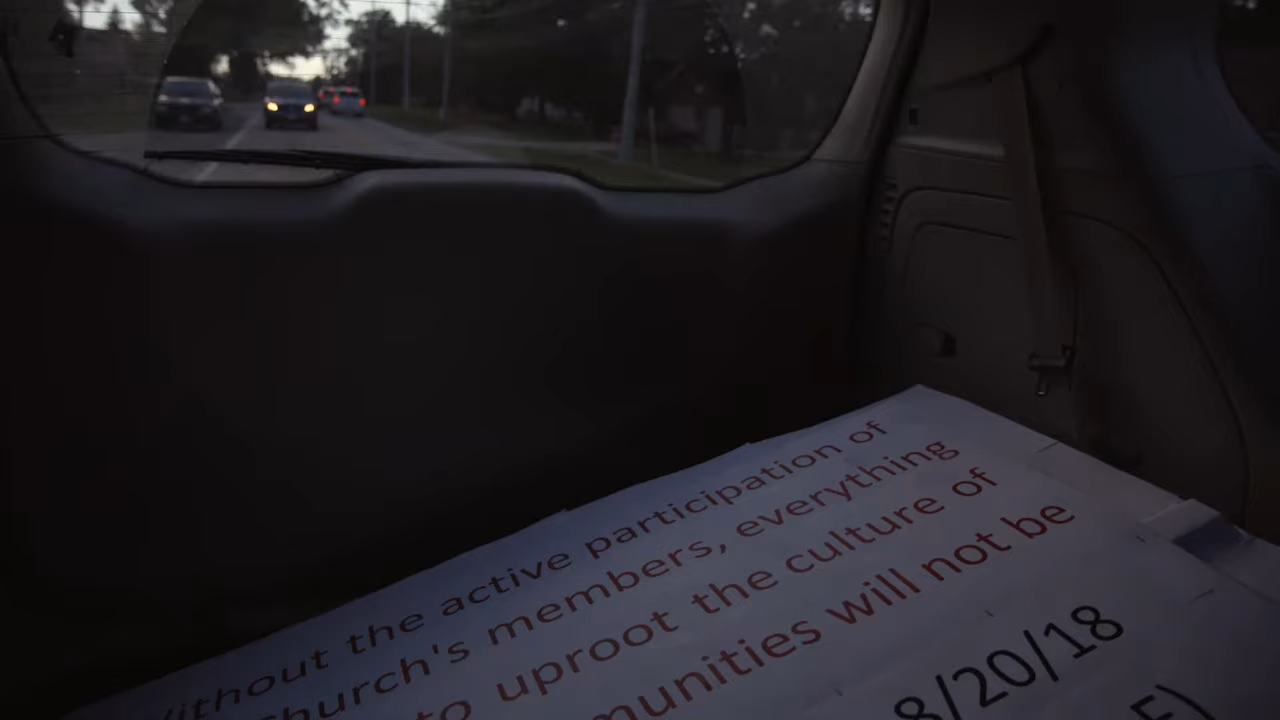 Without the active participation of
church's members, everything
to uproot the culture of
munities will not be
8/20/18
E)